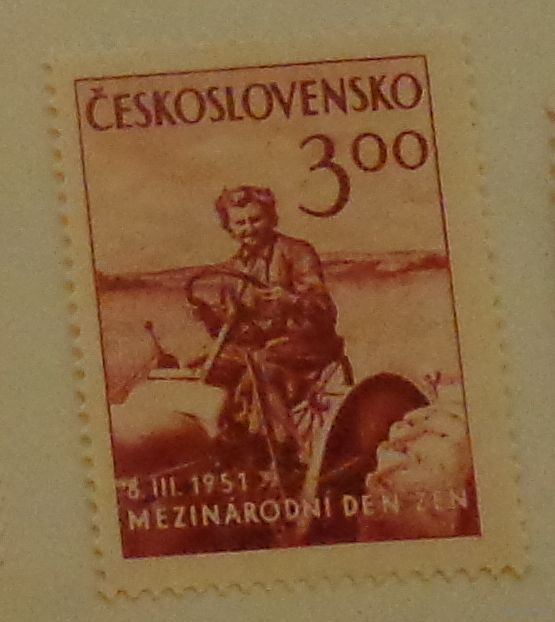 ČESKOSLOVENSKO
3.00
8. III. 1951
MEZINÁRODNÍ DEN ŽEN